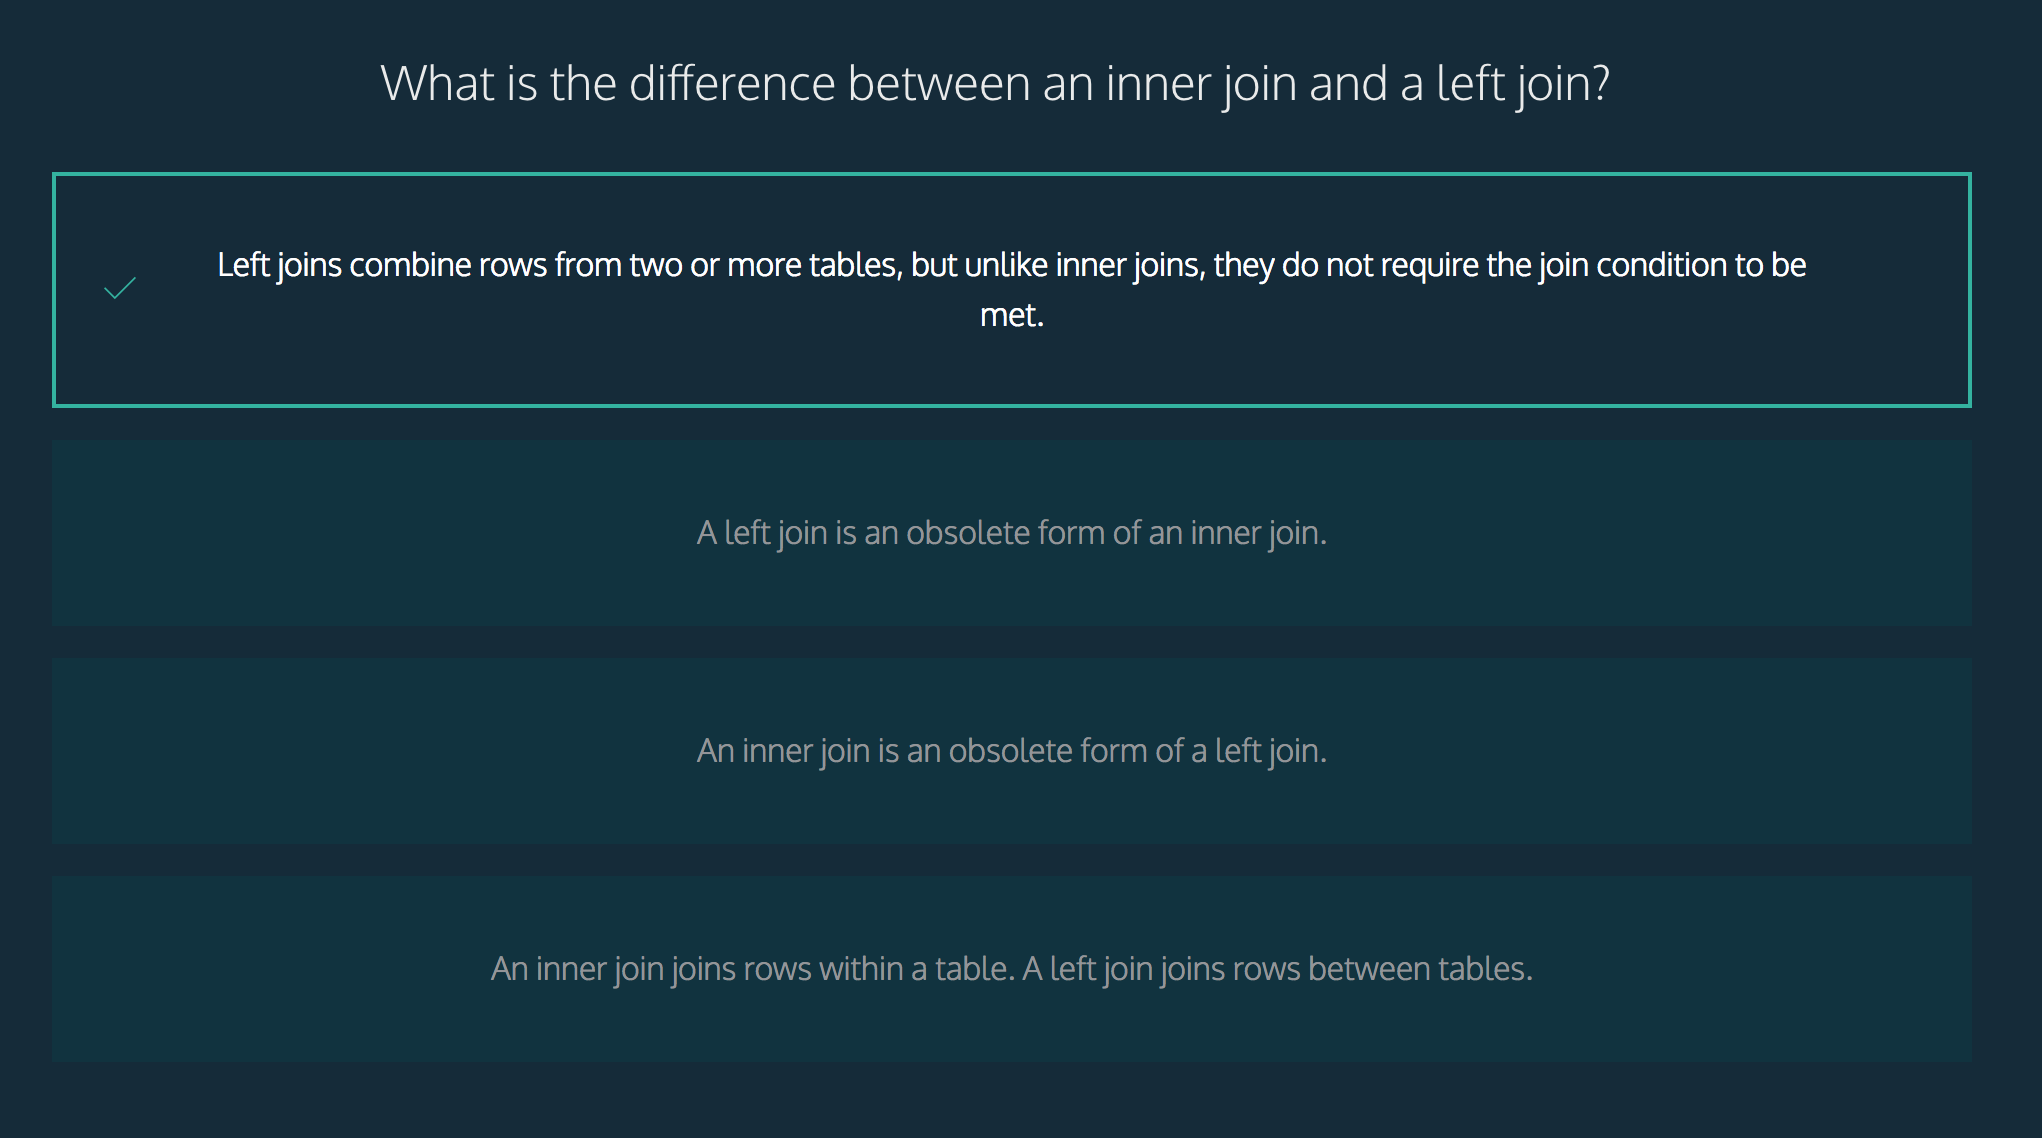 What is the difference between an inner join and a left join?
Left joins combine rows from two or more tables, but unlike inner joins, they do not require the join condition to be
met.
A left join is an obsolete form of an inner join.
An inner join is an obsolete form of a left join.
An inner join joins rows within a table. A left join joins rows between tables.